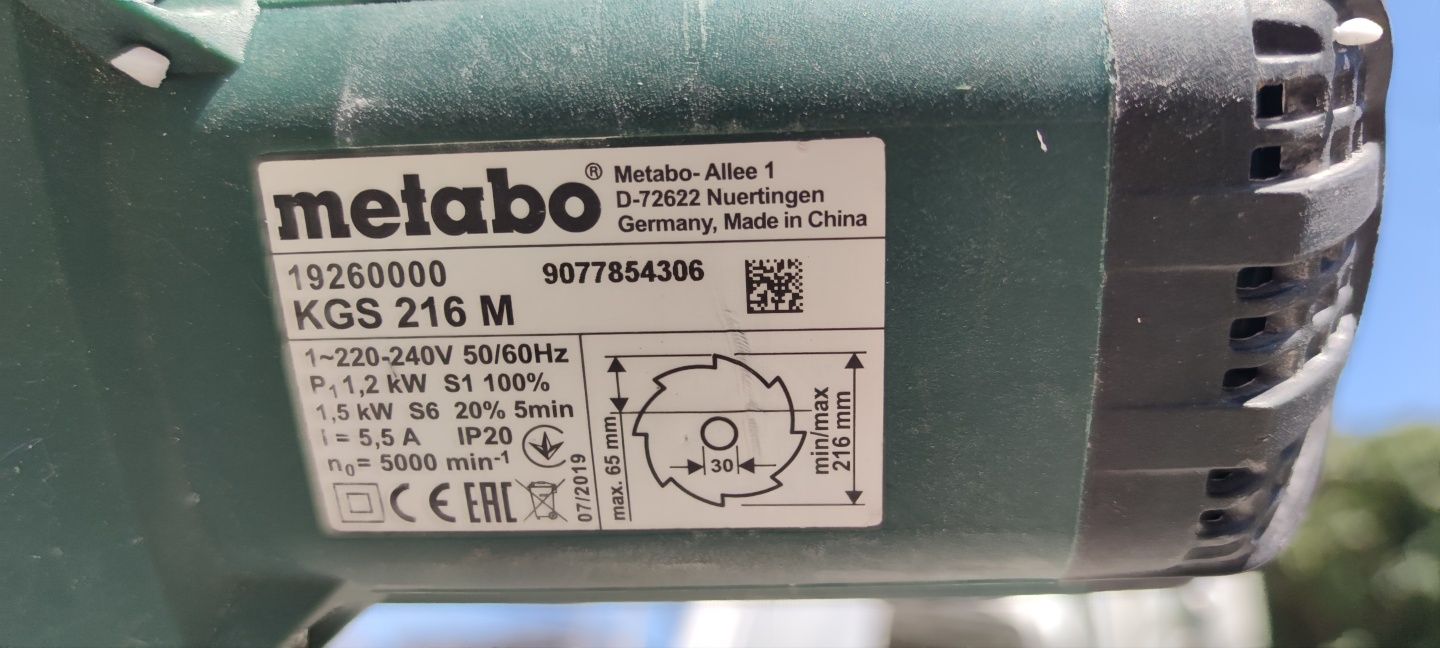 metabo®
Metabo-Allee 1
D-72622 Nuertingen
Germany, Made in China
19260000
9077854306
KGS 216 M
1~220-240V 50/60Hz
P₁ 1,2 kW S1 100%
1,5 kW S6 20% 5min
I = 5,5 A IP20
n₀= 5000 min⁻¹
CE EAC
07/2019
max. 65 mm
30
min/max
216 mm